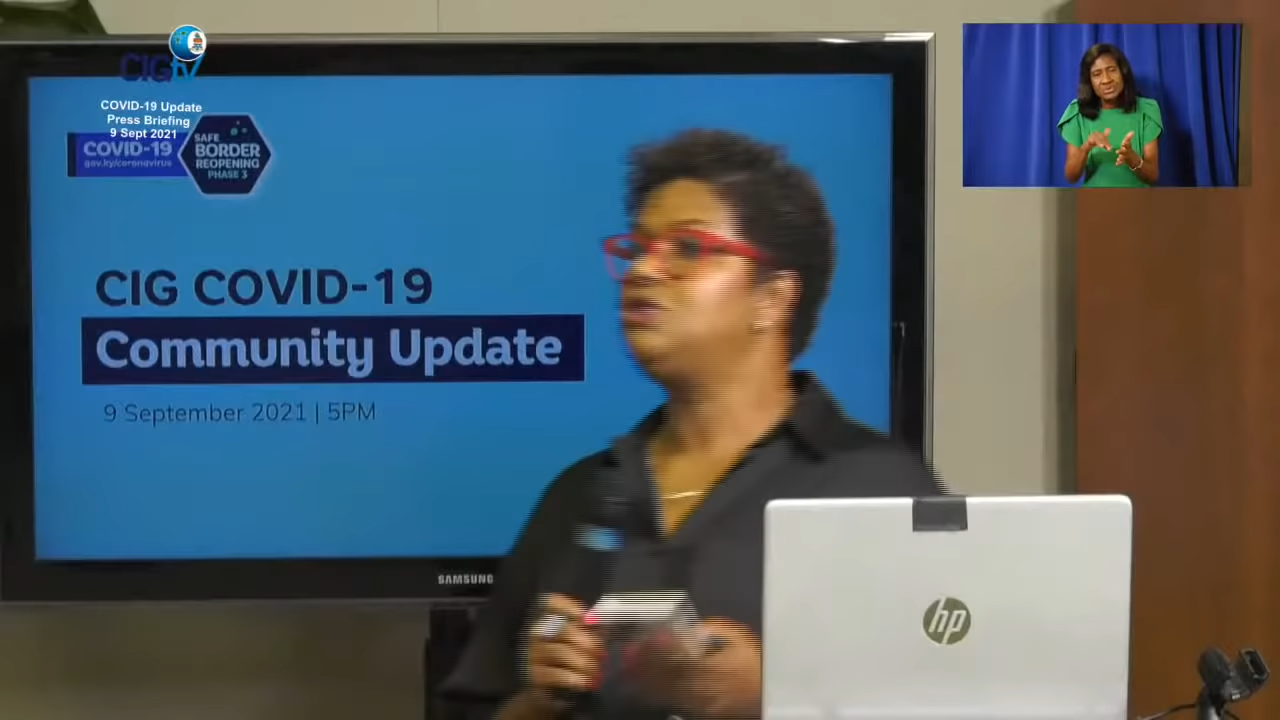 CIGtv
COVID-19 Update
Press Briefing
9 Sept 2021
COVID-19
gov.ky/coronavirus
SAFE
BORDER
REOPENING
PHASE 3
CIG COVID-19
Community Update
9 September 2021 | 5PM
SAMSUNG
hp